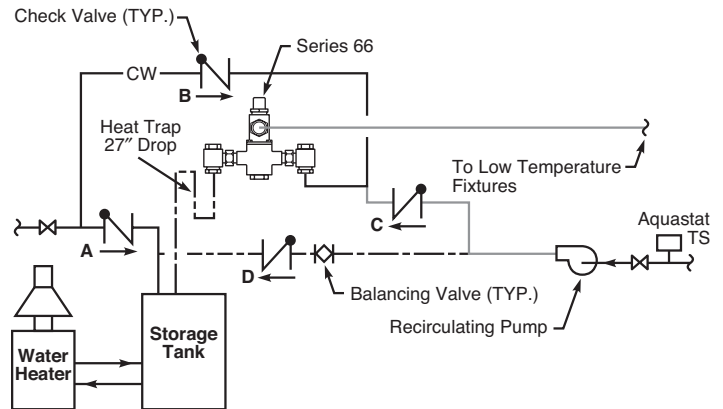 Check Valve (TYP.)
Series 66
CW
B
Heat Trap
27″ Drop
To Low Temperature
Fixtures
C
Aquastat
TS
A
D
Balancing Valve (TYP.)
Recirculating Pump
Storage
Tank
Water
Heater